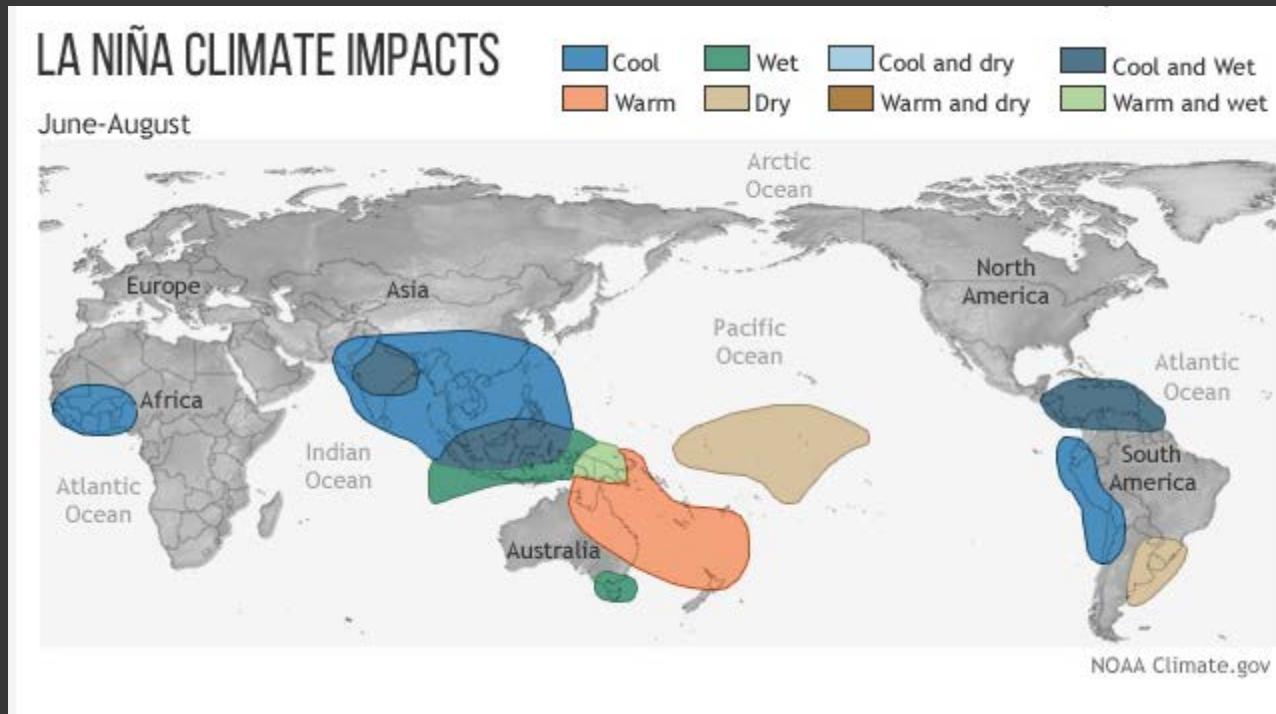 LA NIÑA CLIMATE IMPACTS
Cool
Wet
Cool and dry
Cool and Wet
Warm
Dry
Warm and dry
Warm and wet
June-August
Arctic
Ocean
Europe
Asia
North
America
Pacific
Ocean
Atlantic
Ocean
Africa
Indian
Ocean
South
America
Atlantic
Ocean
Australia
NOAA Climate.gov